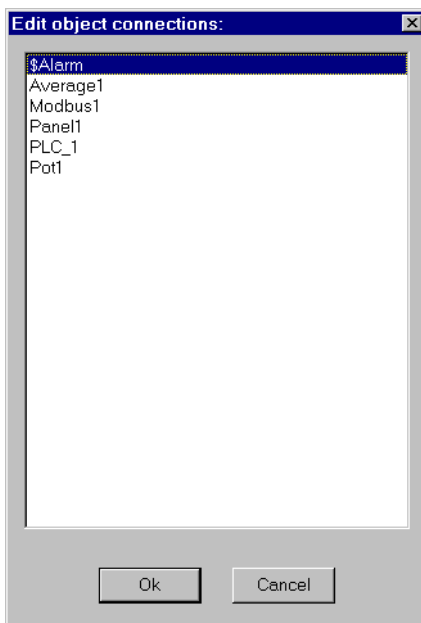 Edit object connections:
$Alarm
Average1
Modbus1
Panel1
PLC_1
Pot1
Ok
Cancel